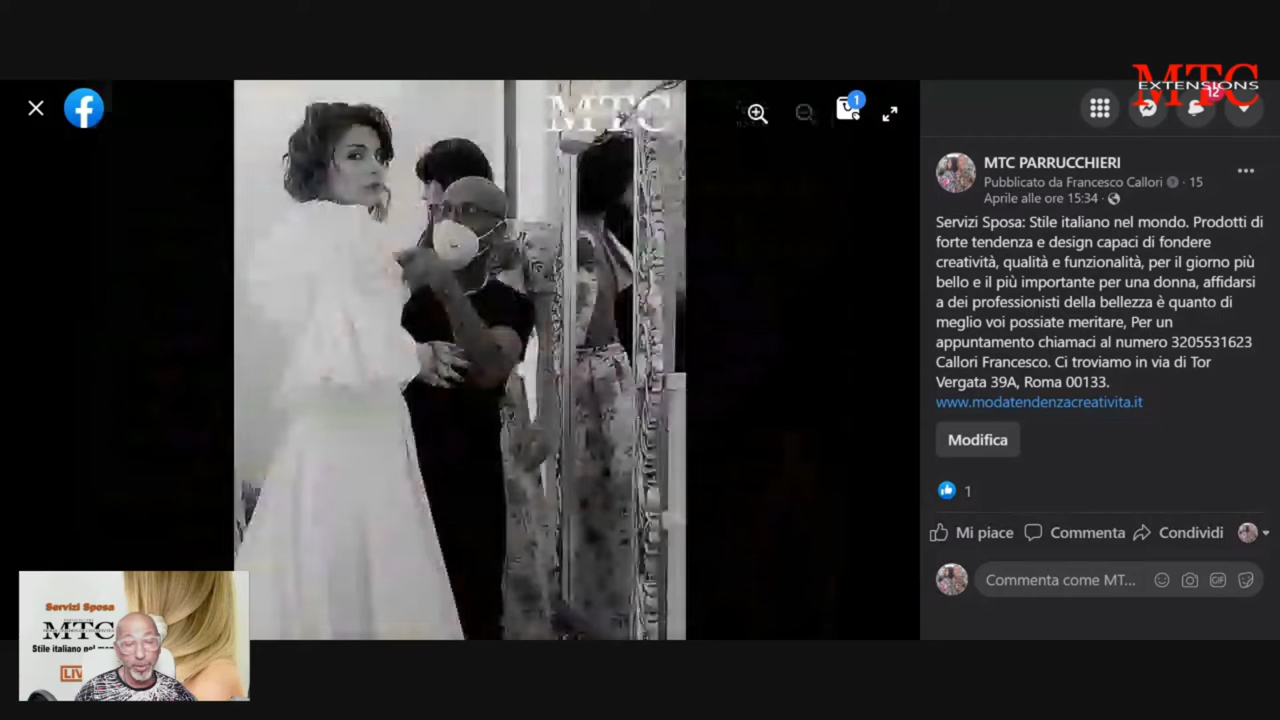 MTC
EXTENSIONS
12
MTC
1
MTC PARRUCCHIERI
Pubblicato da Francesco Callori · 15
Aprile alle ore 15:34 ·
Servizi Sposa: Stile italiano nel mondo. Prodotti di
forte tendenza e design capaci di fondere
creatività, qualità e funzionalità, per il giorno più
bello e il più importante per una donna, affidarsi
a dei professionisti della bellezza è quanto di
meglio voi possiate meritare, Per un
appuntamento chiamaci al numero 3205531623
Callori Francesco. Ci troviamo in via di Tor
Vergata 39A, Roma 00133.
www.modatendenzacreativita.it
Modifica
1
Mi piace
Commenta
Condividi
Commenta come MT...
GIF
Servizi Sposa
MTC
Stile italiano nel
LIV